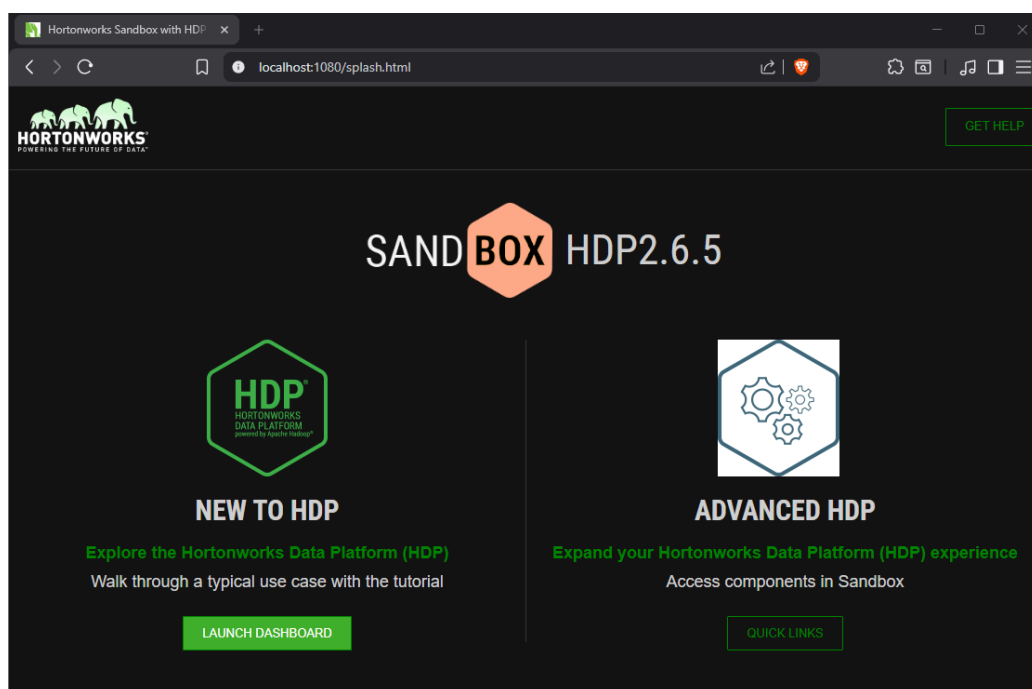 Hortonworks Sandbox with HDP
localhost:1080/splash.html
HORTONWORKS
POWERING THE FUTURE OF DATA
GET HELP
SANDBOX HDP2.6.5
HDP
HORTONWORKS
DATA PLATFORM
powered by Apache Hadoop®
NEW TO HDP
Explore the Hortonworks Data Platform (HDP)
Walk through a typical use case with the tutorial
LAUNCH DASHBOARD
ADVANCED HDP
Expand your Hortonworks Data Platform (HDP) experience
Access components in Sandbox
QUICK LINKS